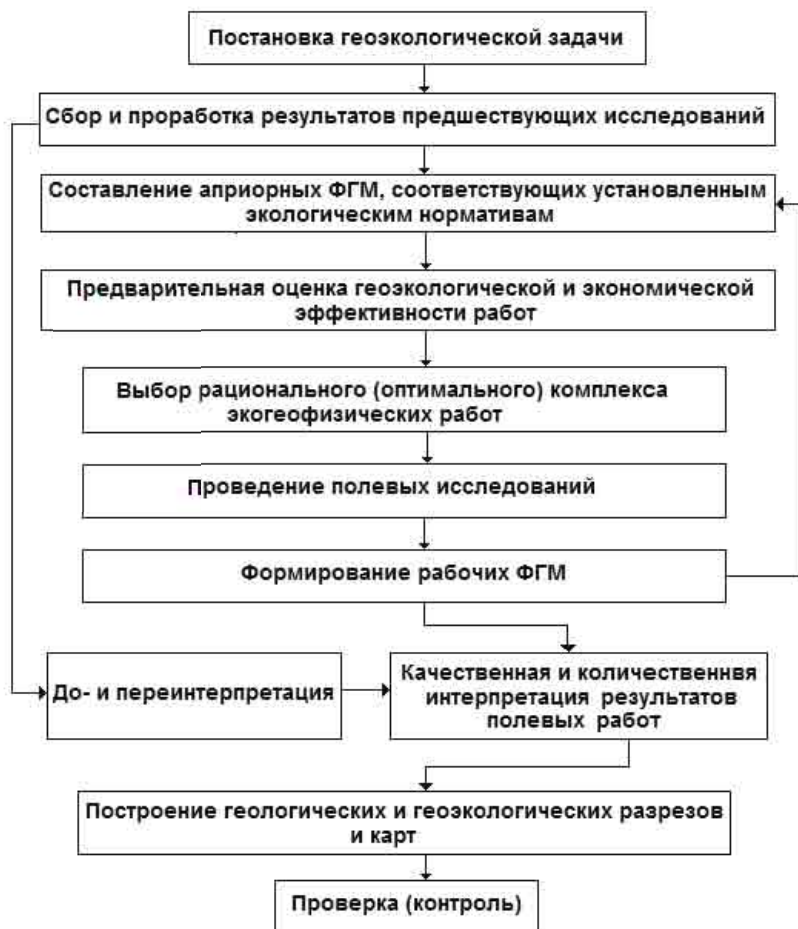 Постановка геоэкологической задачи
Сбор и проработка результатов предшествующих исследований
Составление априорных ФГМ, соответствующих установленным
экологическим нормативам
Предварительная оценка геоэкологической и экономической
эффективности работ
Выбор рационального (оптимального) комплекса
экогеофизических работ
Проведение полевых исследований
Формирование рабочих ФГМ
До- и переинтерпретация
Качественная и количественнвя
интерпретация результатов
полевых работ
Построение геологических и геоэкологических разрезов
и карт
Проверка (контроль)